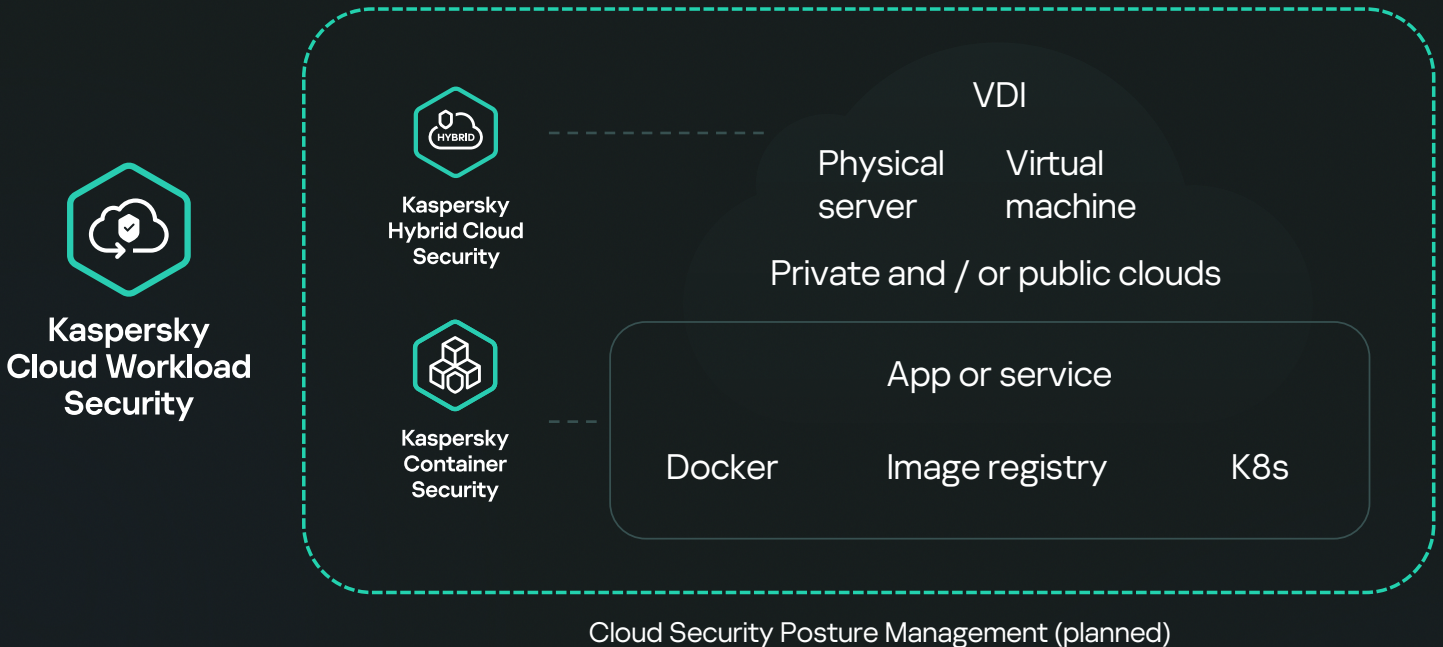 Kaspersky
Cloud Workload
Security
HYBRID
Kaspersky
Hybrid Cloud
Security
VDI
Physical
server
Virtual
machine
Private and / or public clouds
Kaspersky
Container
Security
App or service
Docker
Image registry
K8s
Cloud Security Posture Management (planned)